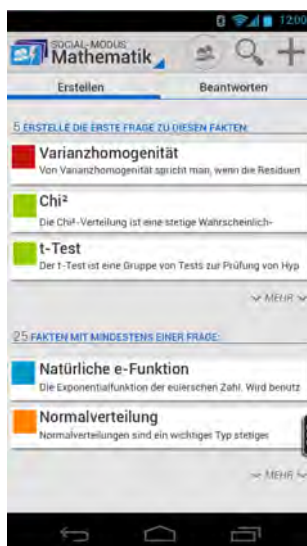 12:00
SOCIAL-MODUS
Mathematik
Erstellen
Beantworten
5 ERSTELLE DIE ERSTE FRAGE ZU DIESEN FAKTEN:
Varianzhomogenität
Von Varianzhomogenität spricht man, wenn die Residuen
Chi²
Die Chi²-Verteilung ist eine stetige Wahrscheinlich-
t-Test
Der t-Test ist eine Gruppe von Tests zur Prüfung von Hyp
MEHR
25 FAKTEN MIT MINDESTENS EINER FRAGE:
Natürliche e-Funktion
Die Exponentialfunktion der eulerschen Zahl. Wird benutz
Normalverteilung
Normalverteilungen sind ein wichtiger Typ stetiger
MEHR